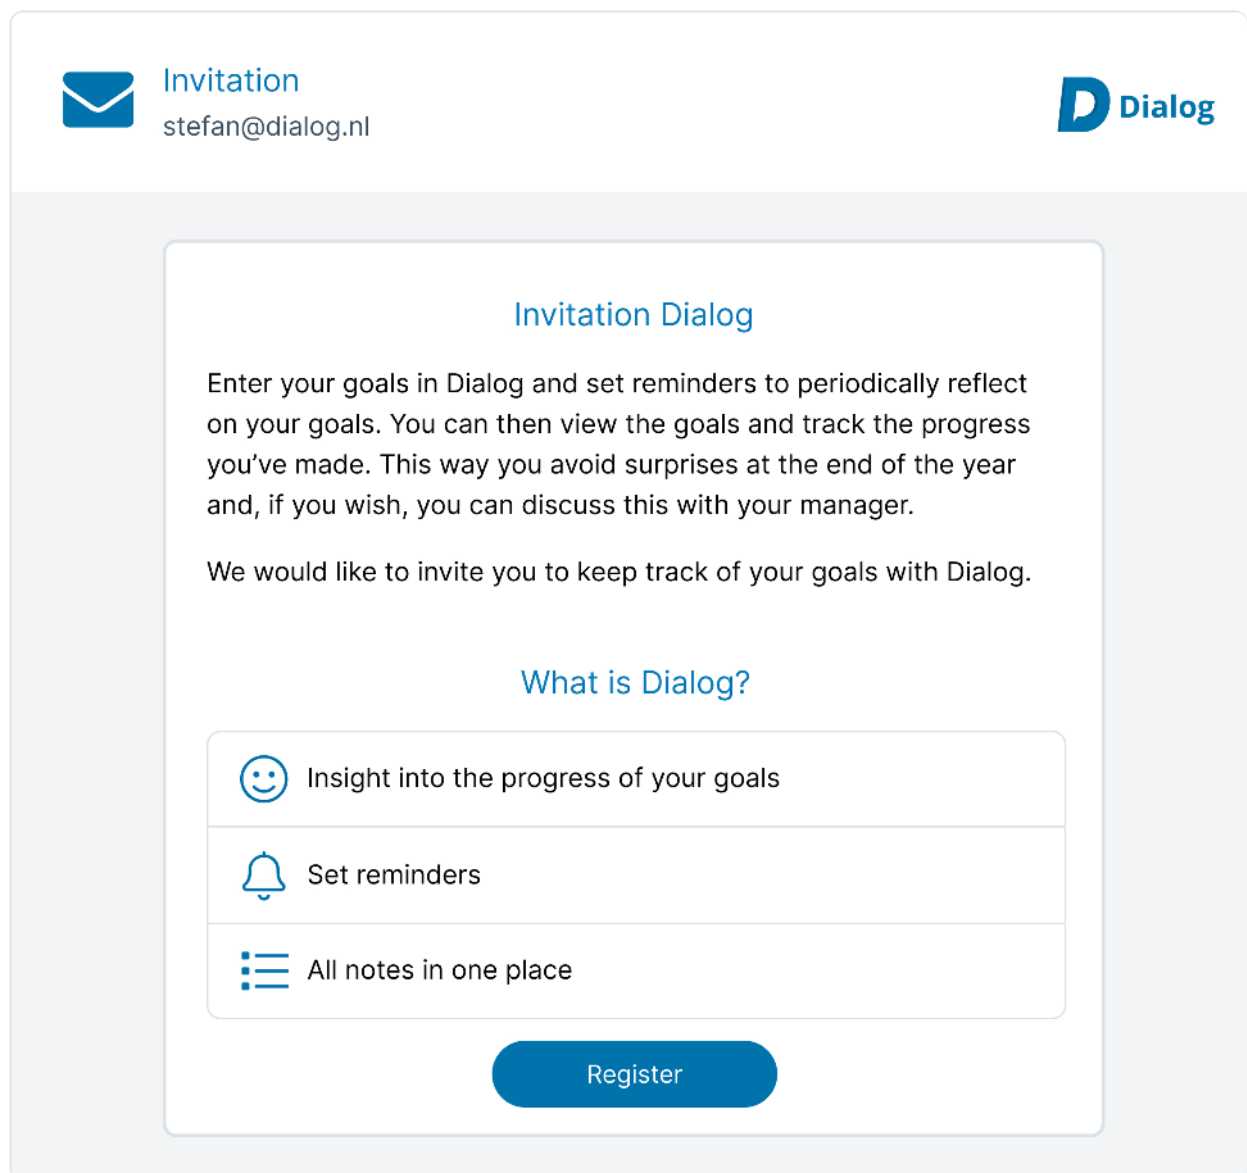 Invitation
stefan@dialog.nl
Dialog
Invitation Dialog
Enter your goals in Dialog and set reminders to periodically reflect
on your goals. You can then view the goals and track the progress
you’ve made. This way you avoid surprises at the end of the year
and, if you wish, you can discuss this with your manager.
We would like to invite you to keep track of your goals with Dialog.
What is Dialog?
Insight into the progress of your goals
Set reminders
All notes in one place
Register